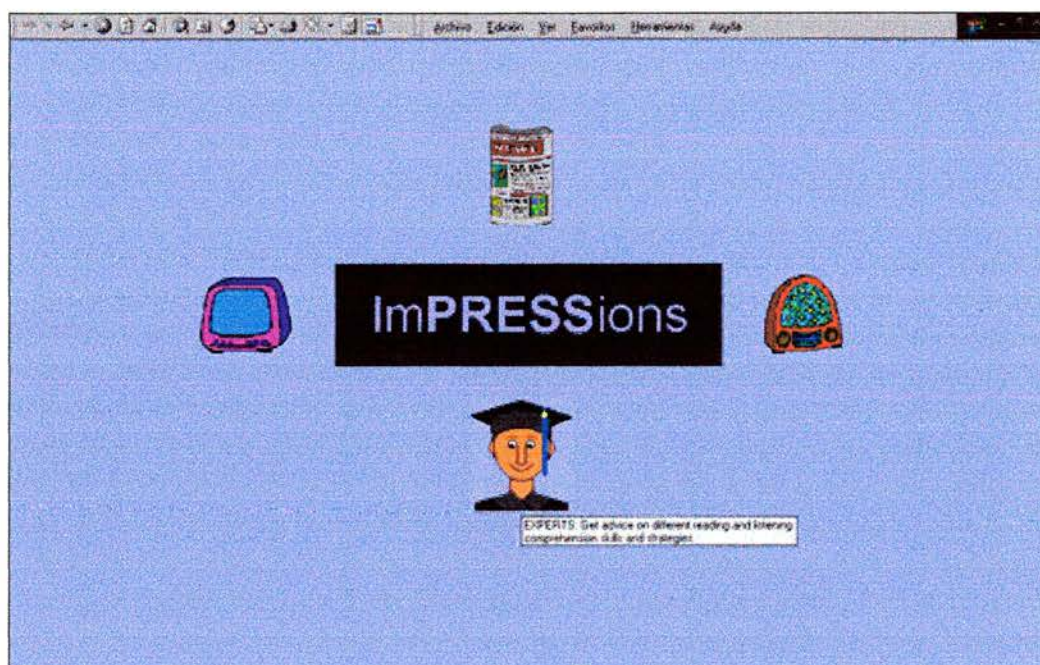 Archivo Edición Ver Favoritos Herramientas Ayuda
ImPRESSions
EXPERTS: Get advice on different reading and listening
comprehension skills and strategies